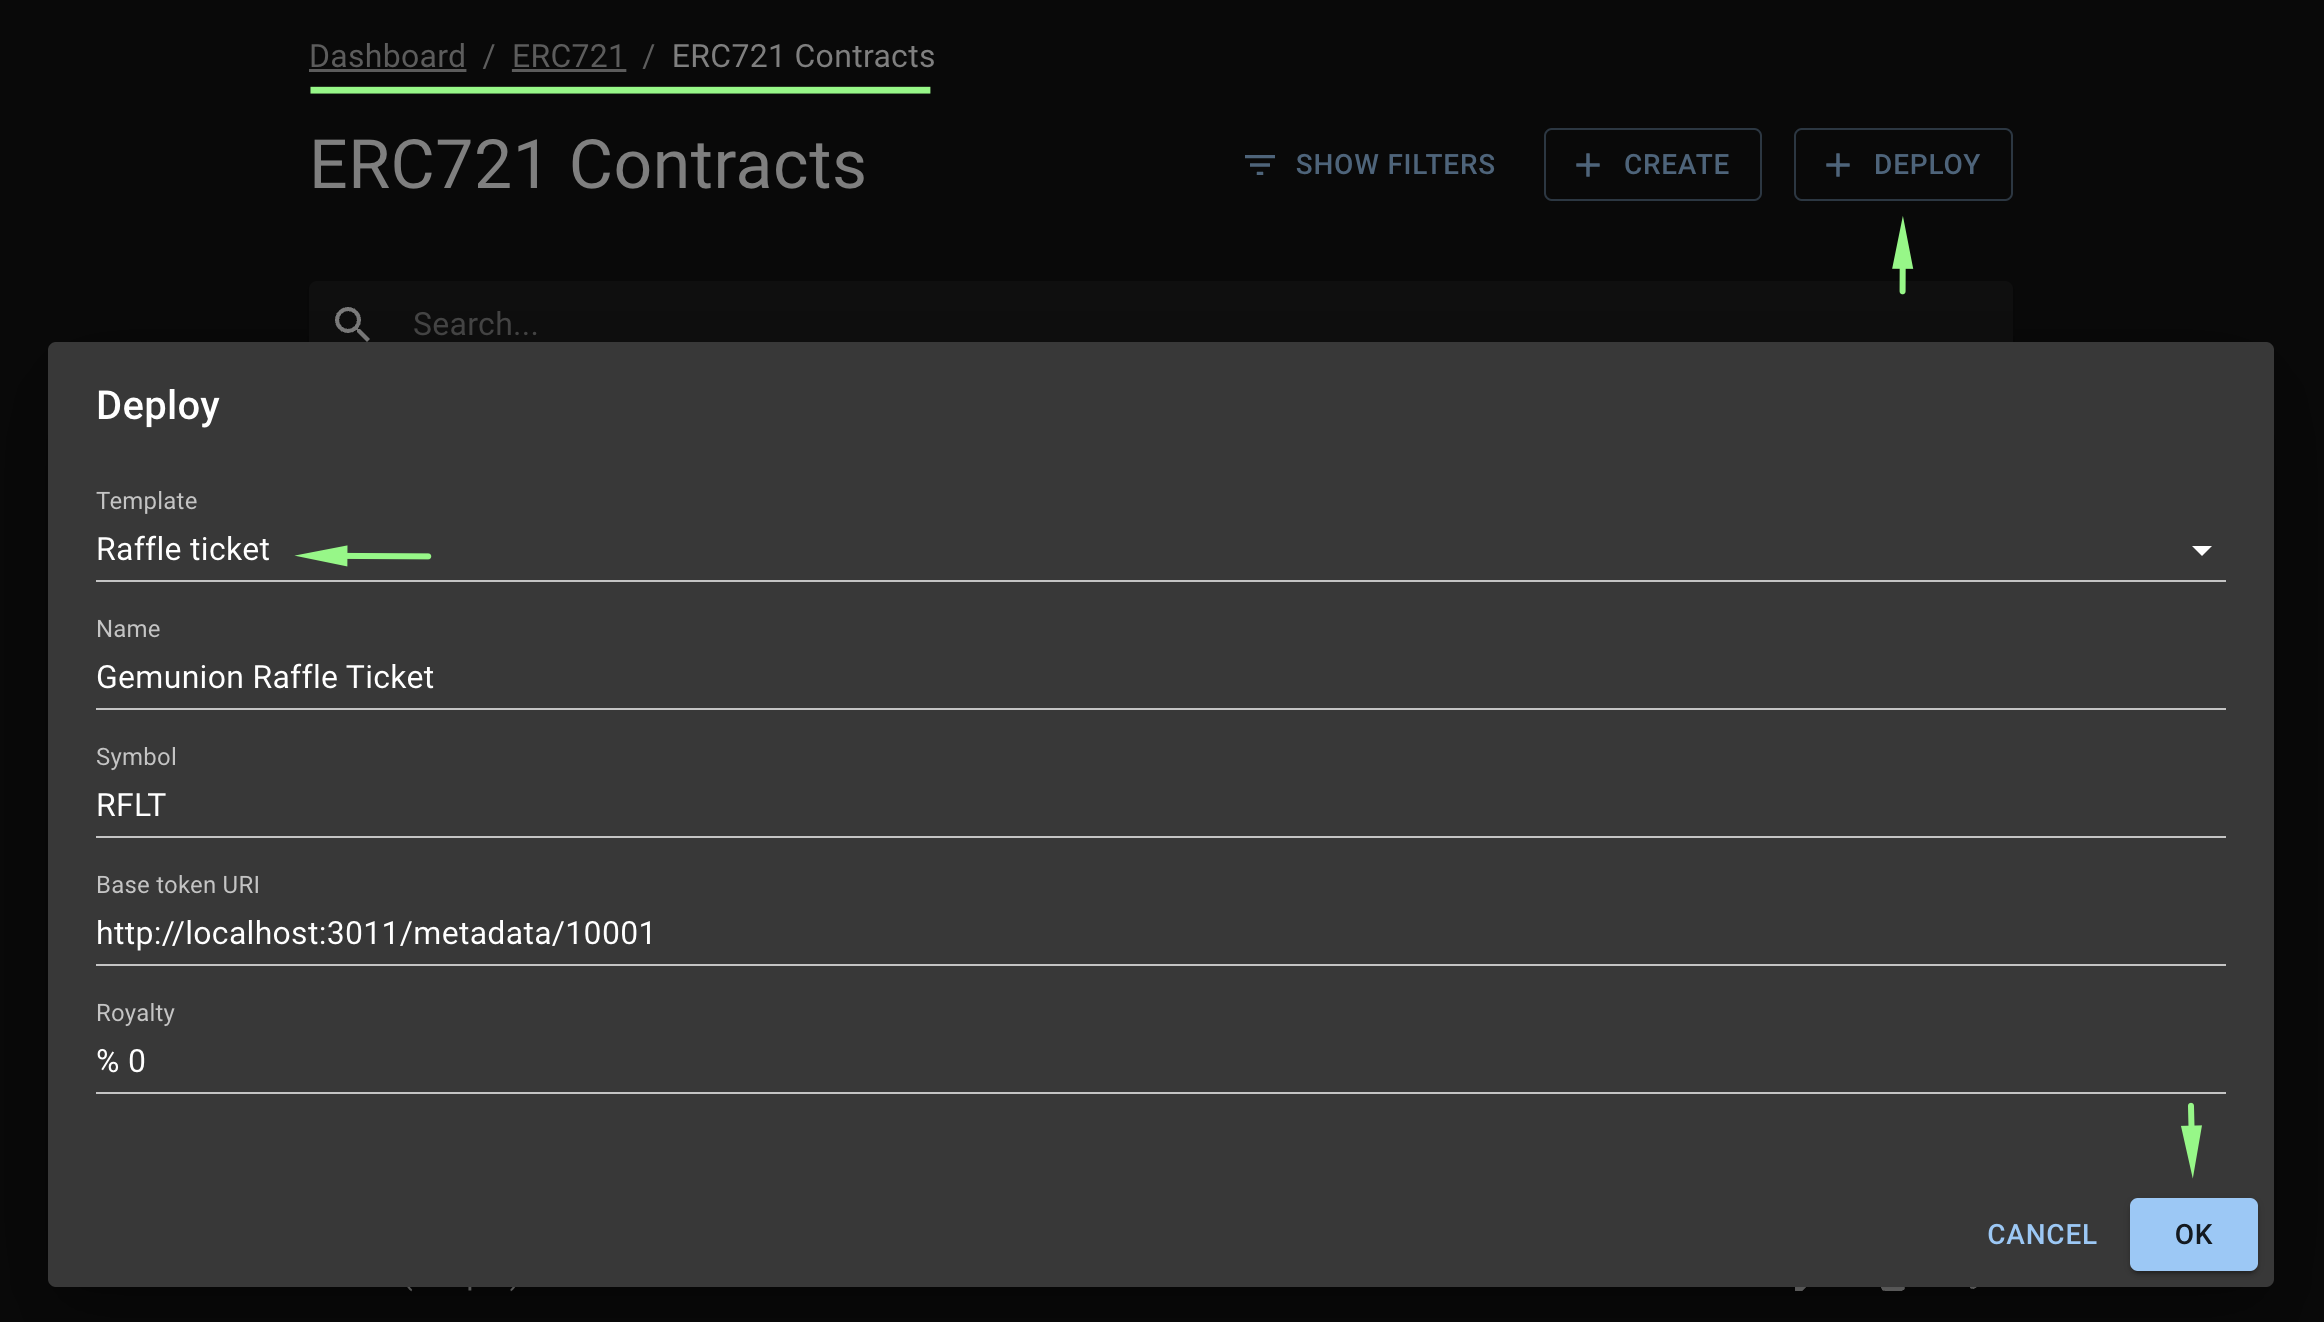 Dashboard / ERC721 / ERC721 Contracts
ERC721 Contracts
SHOW FILTERS
+ CREATE
+ DEPLOY
Search...
Deploy
Template
Raffle ticket
Name
Gemunion Raffle Ticket
Symbol
RFLT
Base token URI
http://localhost:3011/metadata/10001
Royalty
% 0
CANCEL
OK